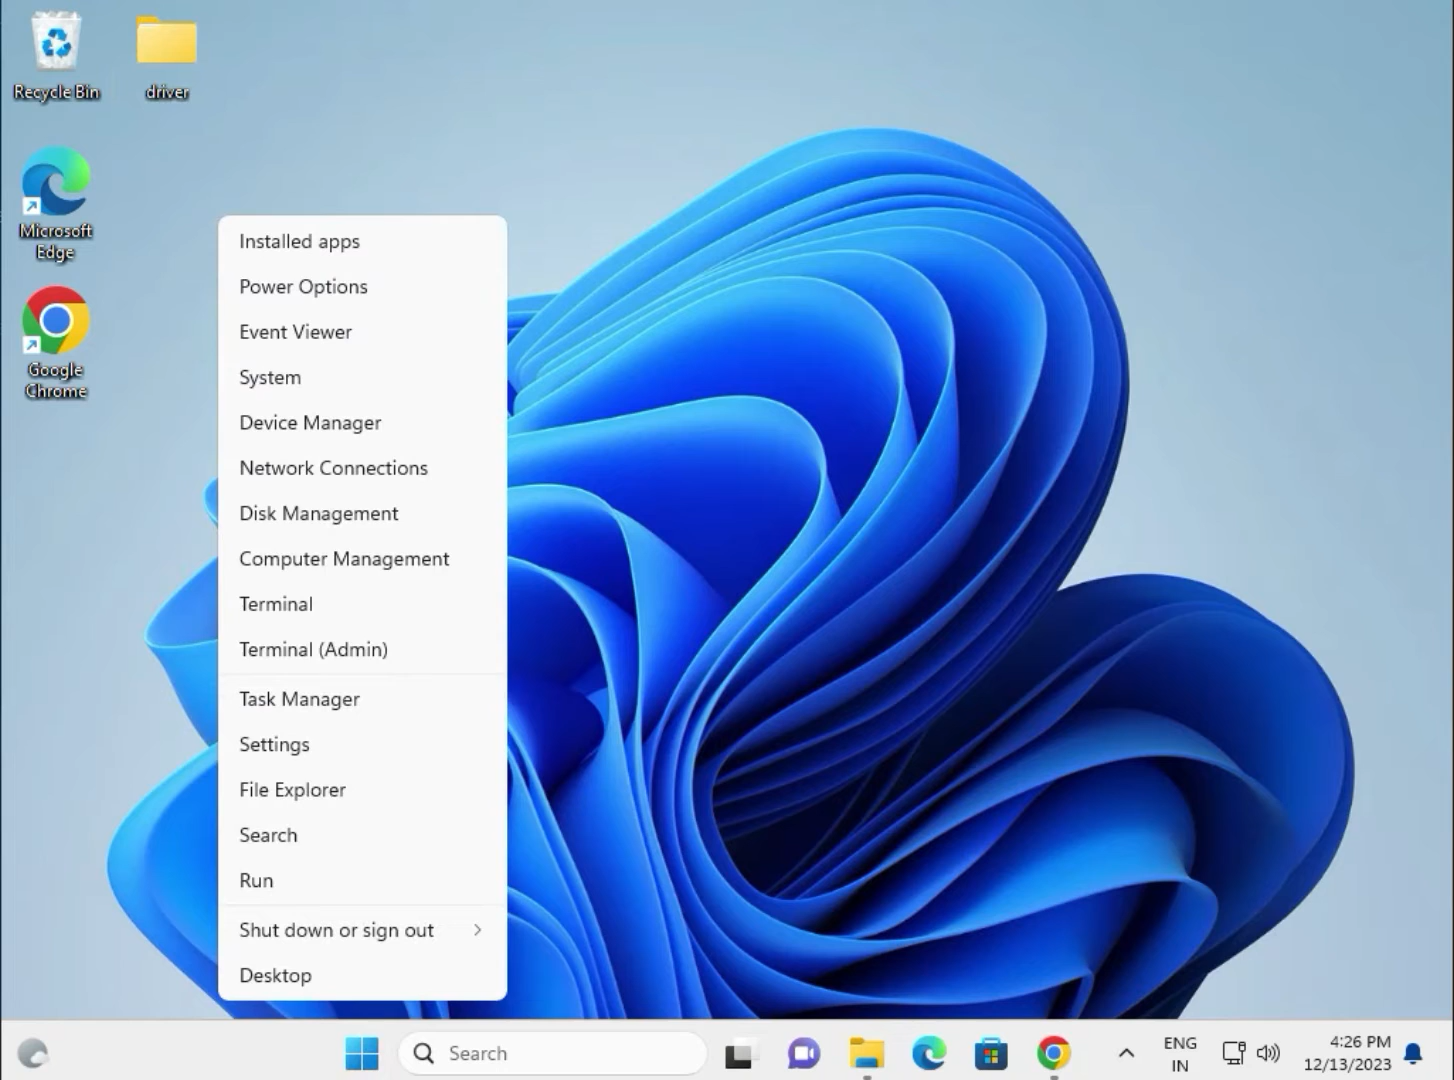 Recycle Bin
driver
Microsoft
Edge
Google
Chrome
Installed apps
Power Options
Event Viewer
System
Device Manager
Network Connections
Disk Management
Computer Management
Terminal
Terminal (Admin)
Task Manager
Settings
File Explorer
Search
Run
Shut down or sign out
Desktop
Search
ENG
IN
4:26 PM
12/13/2023